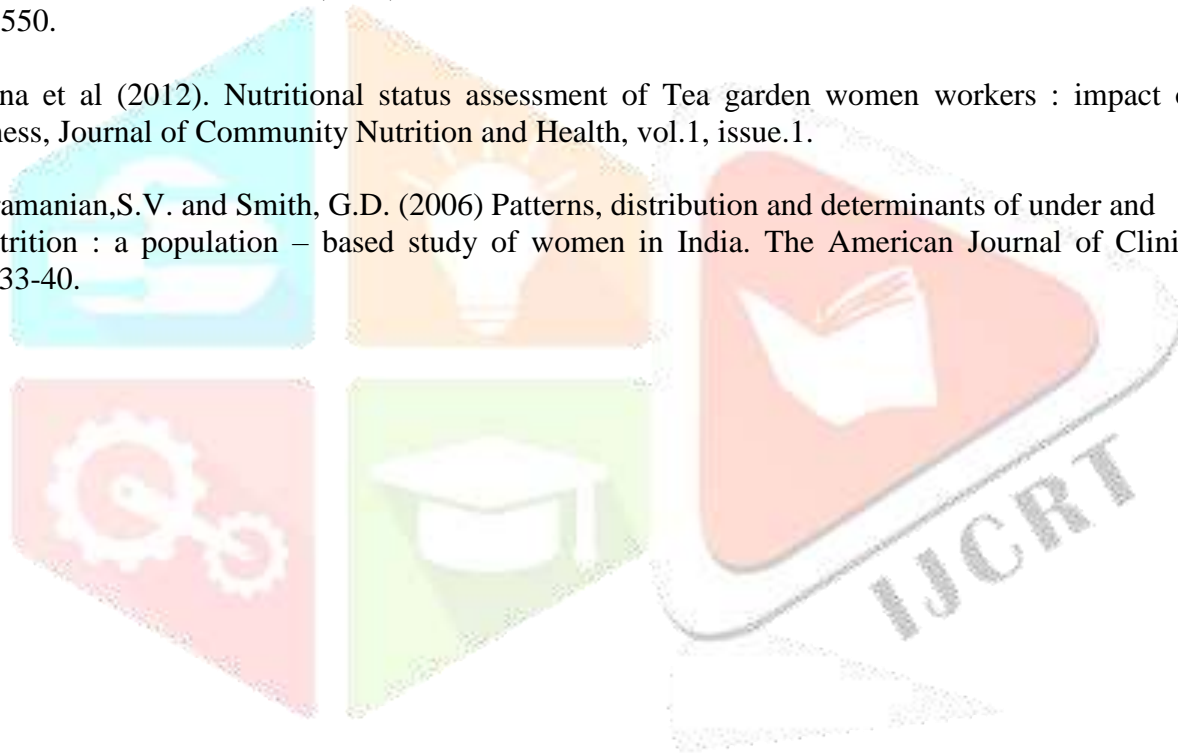 550.
na et al (2012). Nutritional status assessment of Tea garden women workers : impact
ness, Journal of Community Nutrition and Health, vol.1, issue.1.
ramanian,S.V. and Smith, G.D. (2006) Patterns, distribution and determinants of under and
trition : a population – based study of women in India. The American Journal of Clini
33-40.
IJCRT